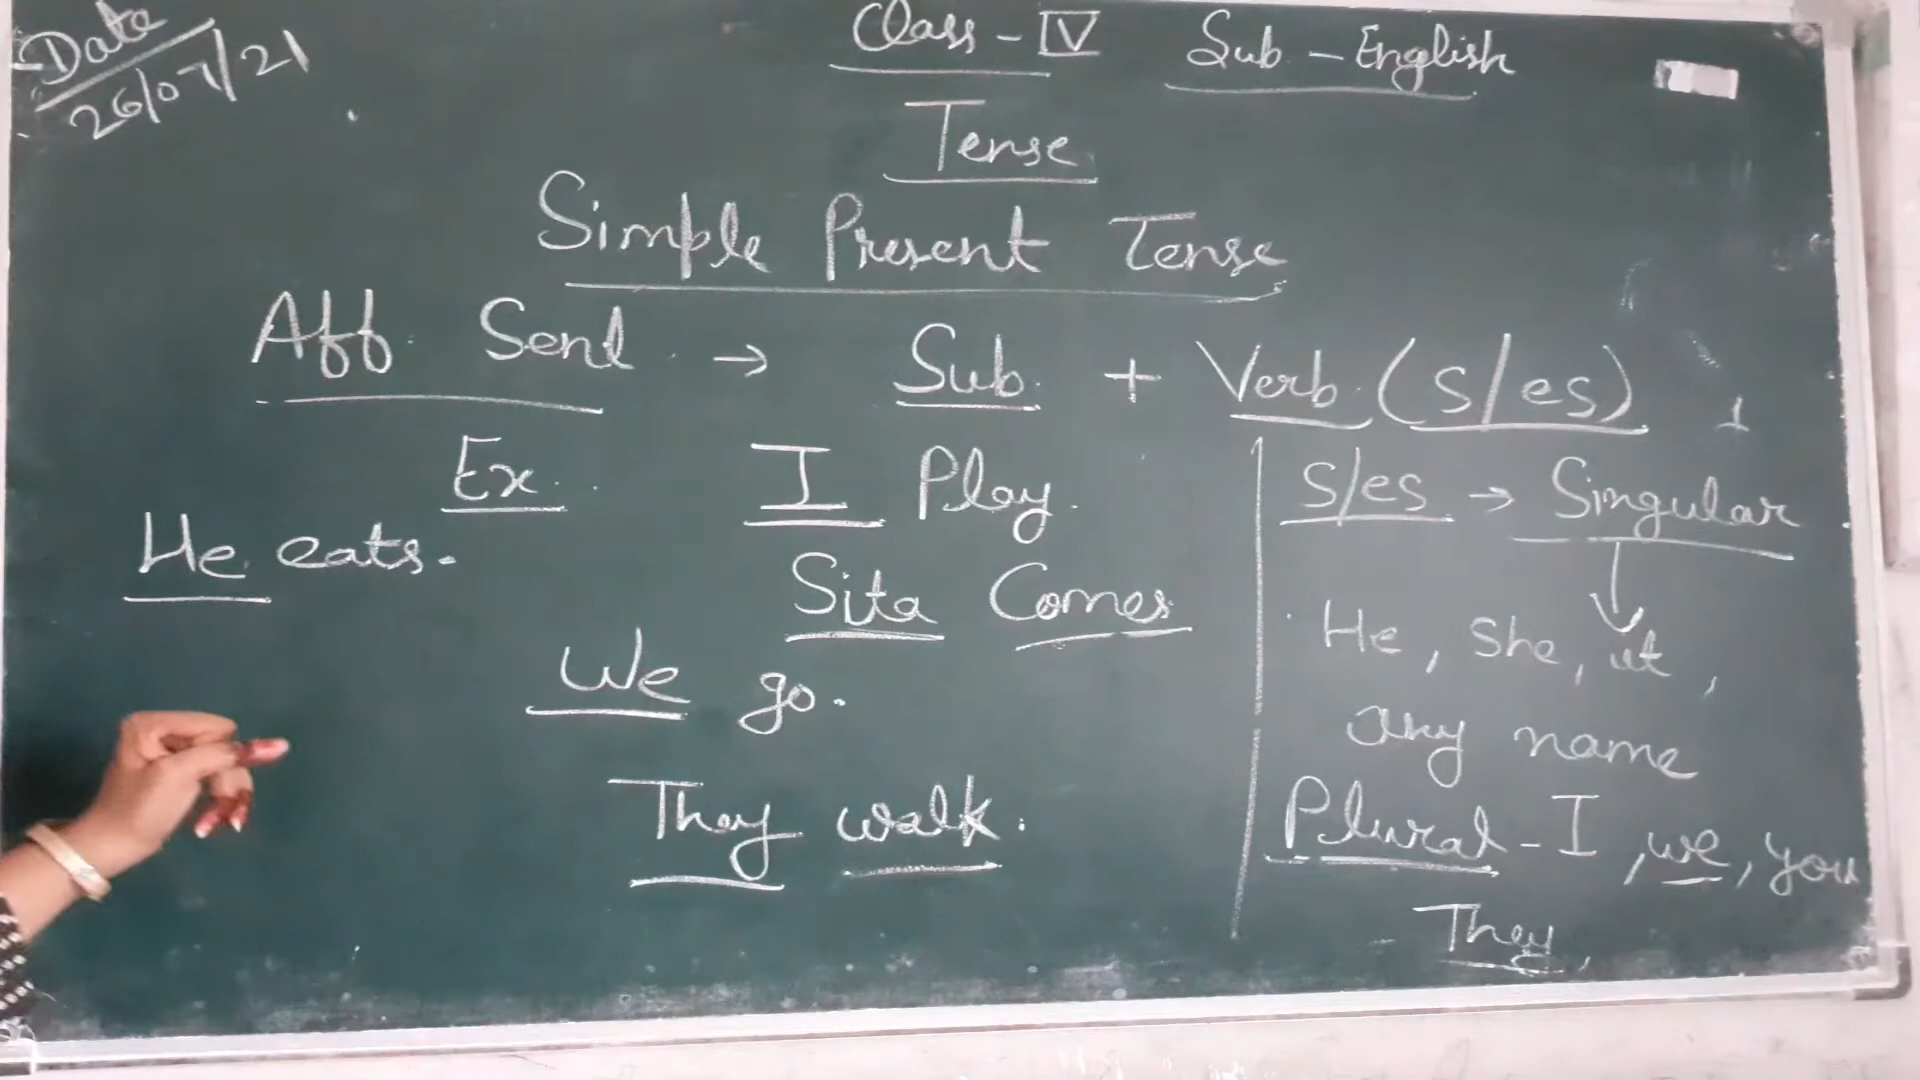 Date
26/07/21
Class - IV Sub - English
Tense
Simple Present Tense
Aff. Sent. → Sub. + Verb (s/es)
Ex. I Play.
He eats.
Sita Comes
We go.
They walk.
s/es → Singular
He, She, it,
any name
Plural - I, we, you
They,